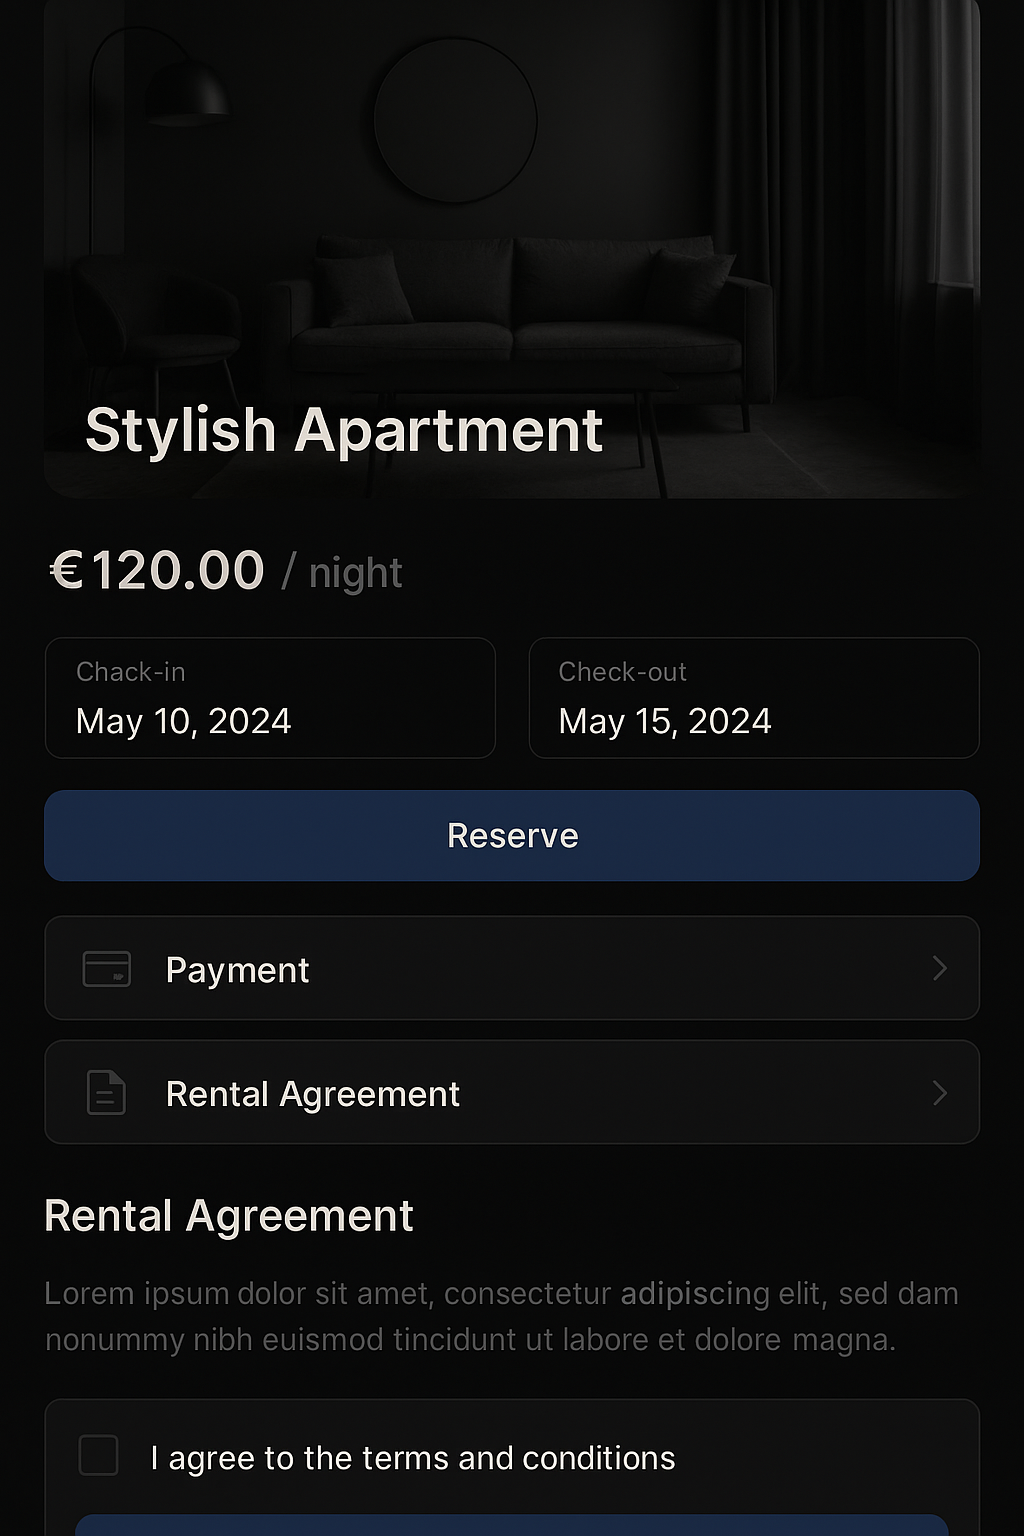 Stylish Apartment
€120.00 / night
Chack-in
May 10, 2024
Check-out
May 15, 2024
Reserve
Payment
Rental Agreement
Rental Agreement
Lorem ipsum dolor sit amet, consectetur adipiscing elit, sed dam
nonummy nibh euismod tincidunt ut labore et dolore magna.
I agree to the terms and conditions